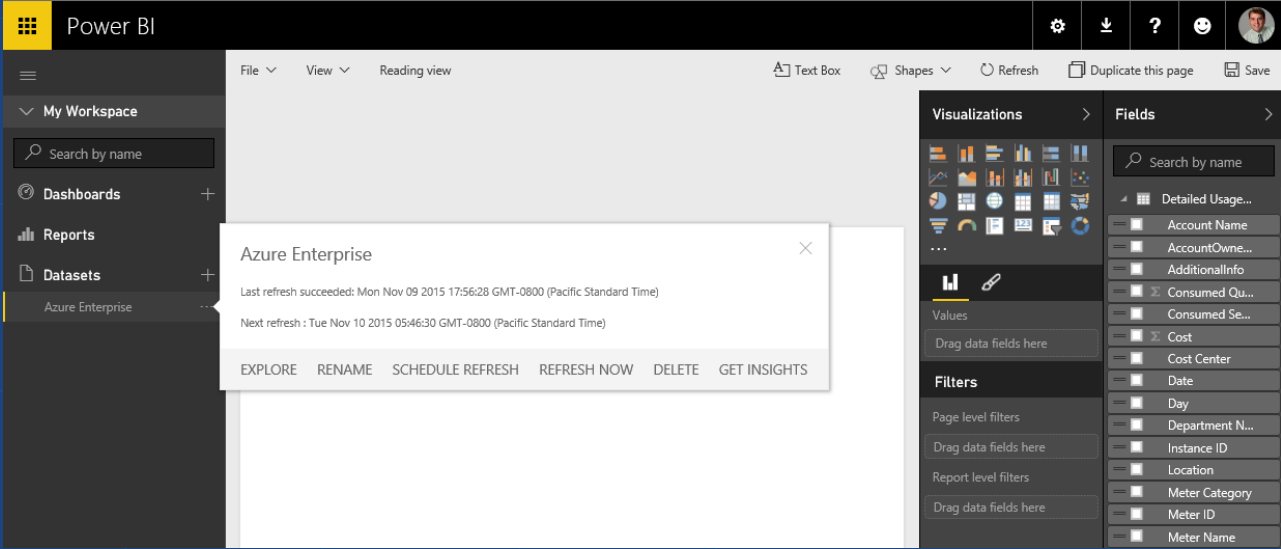 Power BI
?
File View Reading view
Text Box Shapes Refresh Duplicate this page Save
My Workspace
Search by name
Dashboards
Reports
Datasets
Azure Enterprise ...
Azure Enterprise
Last refresh succeeded: Mon Nov 09 2015 17:56:28 GMT-0800 (Pacific Standard Time)
Next refresh : Tue Nov 10 2015 05:46:30 GMT-0800 (Pacific Standard Time)
EXPLORE RENAME SCHEDULE REFRESH REFRESH NOW DELETE GET INSIGHTS
Visualizations
123
...
Values
Drag data fields here
Filters
Page level filters
Drag data fields here
Report level filters
Drag data fields here
Fields
Search by name
Detailed Usage...
Account Name
AccountOwne...
AdditionalInfo
Σ Consumed Qu...
Consumed Se...
Σ Cost
Cost Center
Date
Day
Department N...
Instance ID
Location
Meter Category
Meter ID
Meter Name